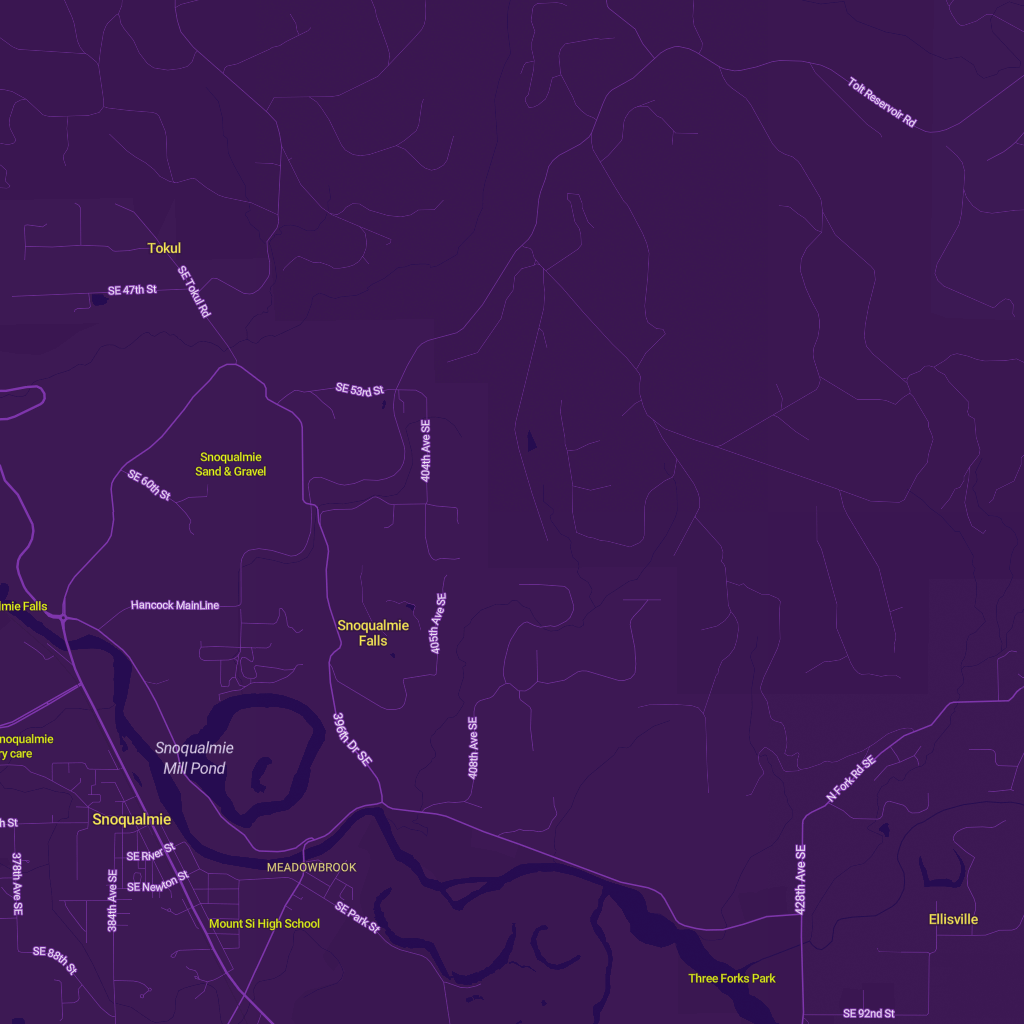 Tolt Reservoir Rd
Tokul
SE Tokul Rd
SE 47th St
SE 53rd St
404th Ave SE
Snoqualmie
Sand & Gravel
SE 60th St
lmie Falls
Hancock MainLine
Snoqualmie
Falls
405th Ave SE
396th Dr SE
408th Ave SE
noqualmie
ry care
Snoqualmie
Mill Pond
N Fork Rd SE
Snoqualmie
h St
SE River St
MEADOWBROOK
378th Ave SE
384th Ave SE
SE Newton St
428th Ave SE
Mount Si High School
SE Park St
Ellisville
SE 88th St
Three Forks Park
SE 92nd St